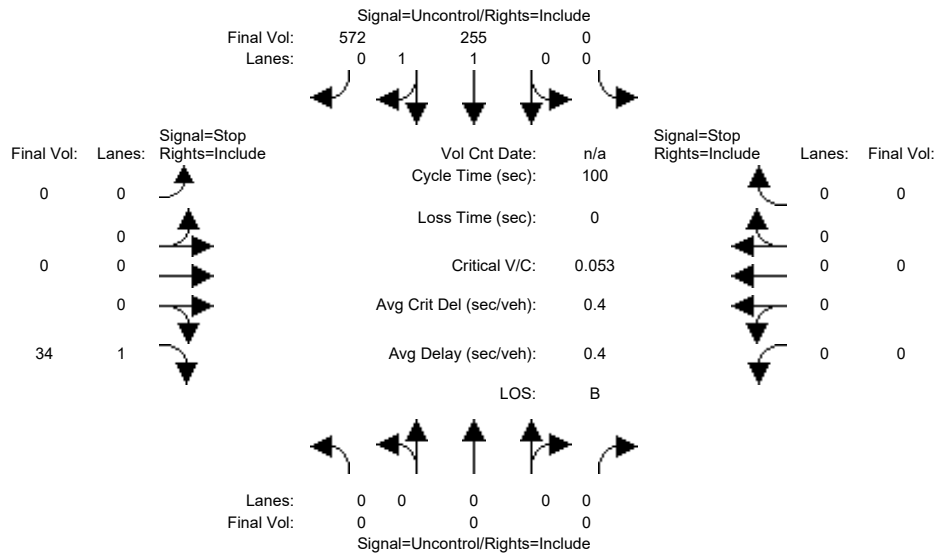 Signal=Uncontrol/Rights=Include
Final Vol: 572 255 0
Lanes: 0 1 1 0 0
Signal=Stop Signal=Stop
Final Vol: Lanes: Rights=Include Vol Cnt Date: n/a Rights=Include Lanes: Final Vol:
Cycle Time (sec): 100
0 0 0 0
Loss Time (sec): 0
0 0
0 0 Critical V/C: 0.053 0 0
0 Avg Crit Del (sec/veh): 0.4 0
34 1 Avg Delay (sec/veh): 0.4 0 0
LOS: B
Lanes: 0 0 0 0 0
Final Vol: 0 0 0
Signal=Uncontrol/Rights=Include